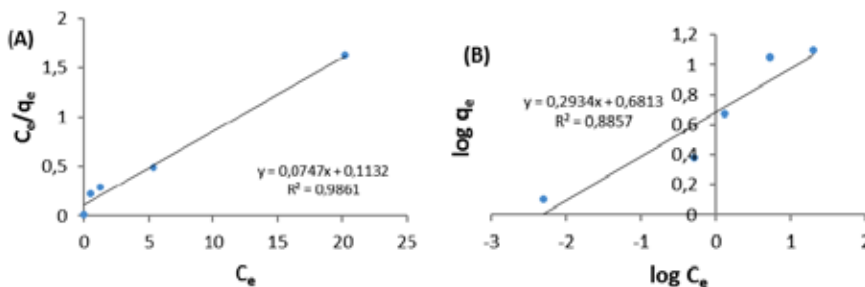 (A)
2
1,5
1
0,5
0
0
5
10
15
20
25
Cₑ/qₑ
Cₑ
y = 0,0747x + 0,1132
R² = 0,9861
(B)
1,2
1
0,8
0,6
0,4
0,2
0
-3
-2
-1
0
1
2
log qₑ
log Cₑ
y = 0,2934x + 0,6813
R² = 0,8857